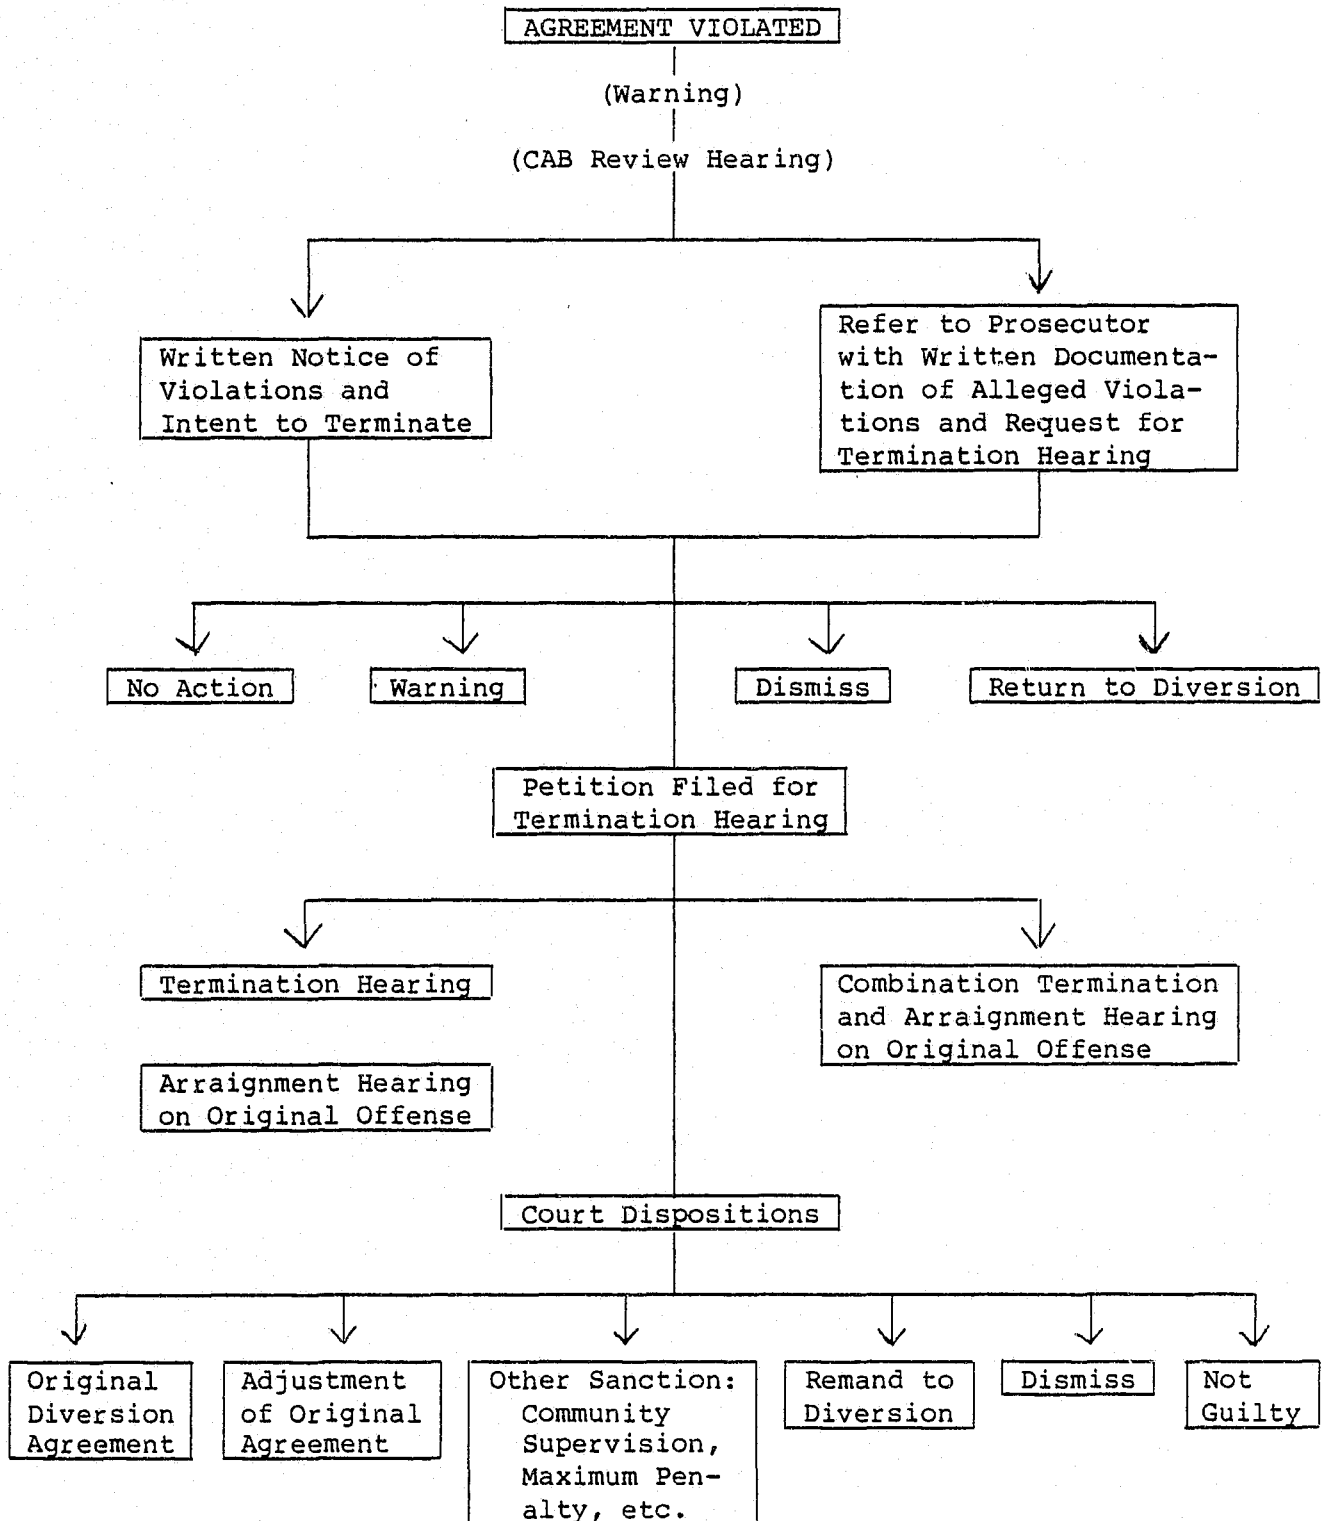 AGREEMENT VIOLATED
(Warning)
(CAB Review Hearing)
Written Notice of
Violations and
Intent to Terminate
Refer to Prosecutor
with Written Documenta-
tion of Alleged Viola-
tions and Request for
Termination Hearing
No Action
Warning
Dismiss
Return to Diversion
Petition Filed for
Termination Hearing
Termination Hearing
Arraignment Hearing
on Original Offense
Combination Termination
and Arraignment Hearing
on Original Offense
Court Dispositions
Original
Diversion
Agreement
Adjustment
of Original
Agreement
Other Sanction:
Community
Supervision,
Maximum Pen-
alty, etc.
Remand to
Diversion
Dismiss
Not
Guilty